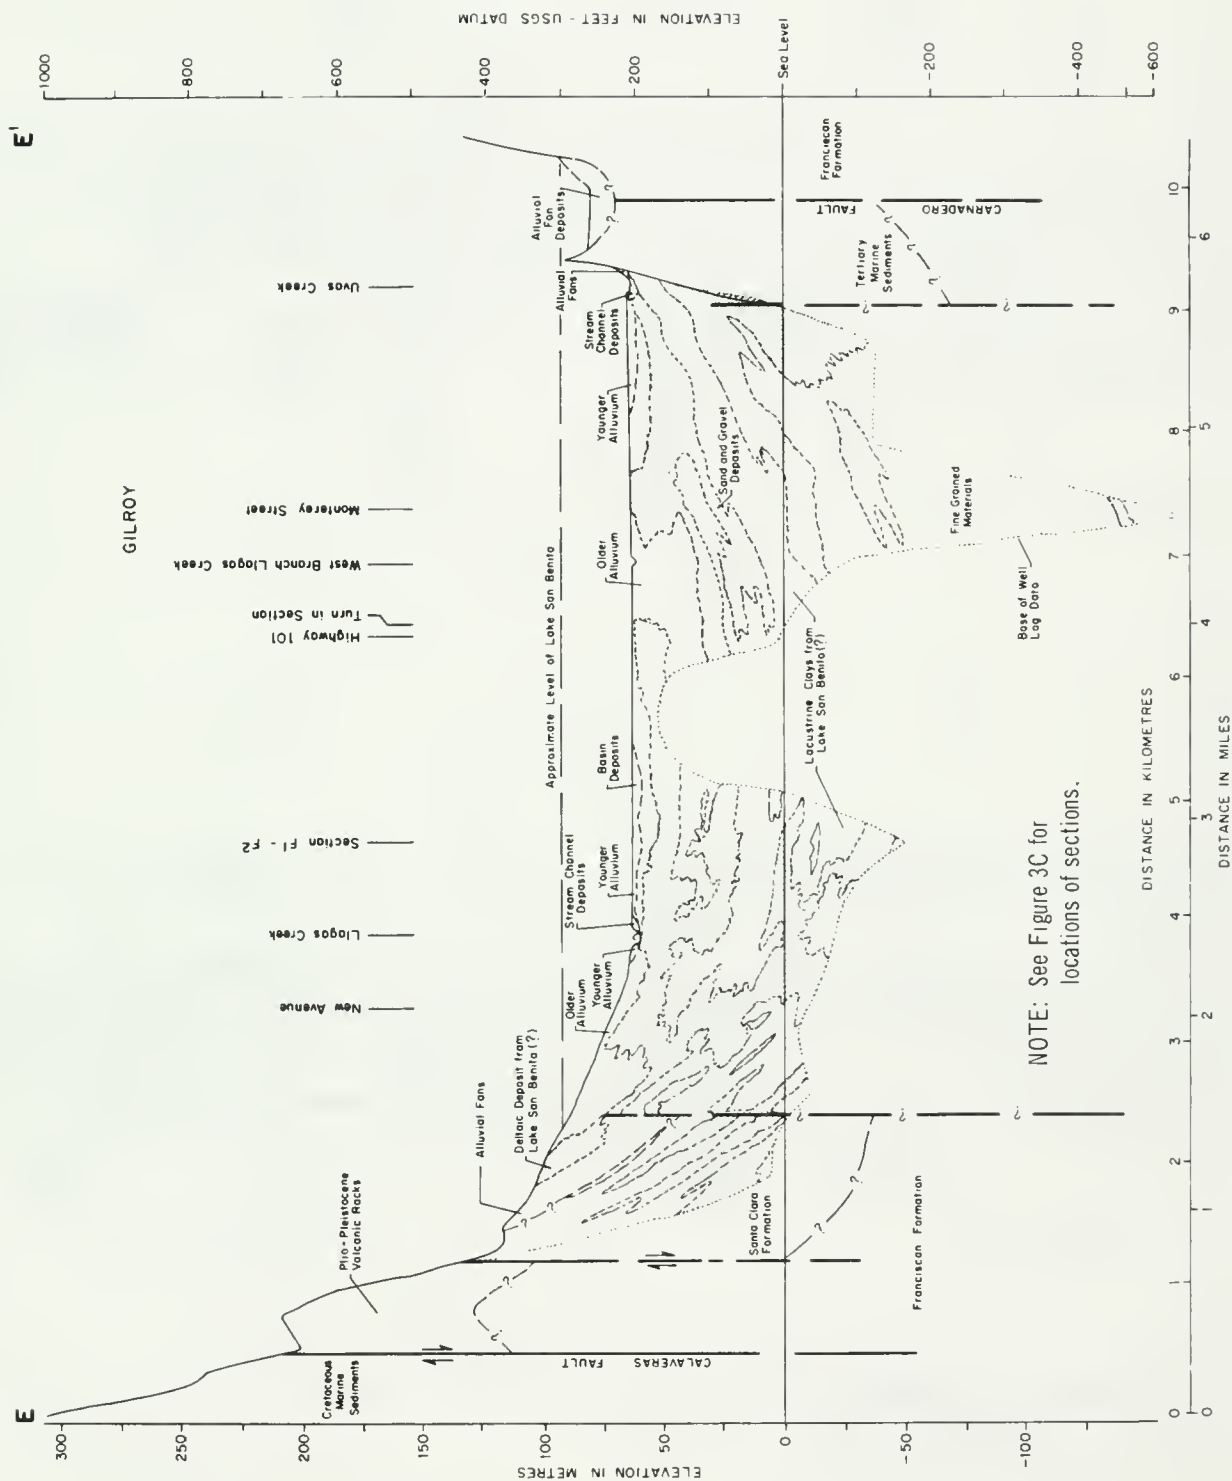 E
E'
GILROY
Section F1 - F2
Llagas Creek
New Avenue
Highway 101
Turn in Section
West Branch Llagas Creek
Monterey Street
Uvas Creek
Approximate Level of Lake San Benito
Cretaceous
Marine
Sediments
Plio-Pleistocene
Volcanic Rocks
Alluvial Fans
Deltaic Deposit from
Lake San Benito(?)
Older
Alluvium
Younger
Alluvium
Stream Channel
Deposits
Younger
Alluvium
Basin
Deposits
Older
Alluvium
Younger
Alluvium
Stream
Channel
Deposits
Alluvial
Fans
Alluvial
Fan
Deposits
Sand and Gravel
Deposits
Tertiary
Marine
Sediments
Franciscan
Formation
CARNADERO
FAULT
CALAVERAS
FAULT
Santa Clara
Formation
Franciscan Formation
Lacustrine Clays from
Lake San Benito(?)
Fine Grained
Materials
Base of Well
Log Data
NOTE: See Figure 3C for
locations of sections.
ELEVATION IN METRES
300
250
200
150
100
50
0
-50
-100
ELEVATION IN FEET - USGS DATUM
1000
800
600
400
200
Sea Level
-200
-400
-600
DISTANCE IN KILOMETRES
0 1 2 3 4 5 6 7 8 9 10
DISTANCE IN MILES
0 1 2 3 4 5 6